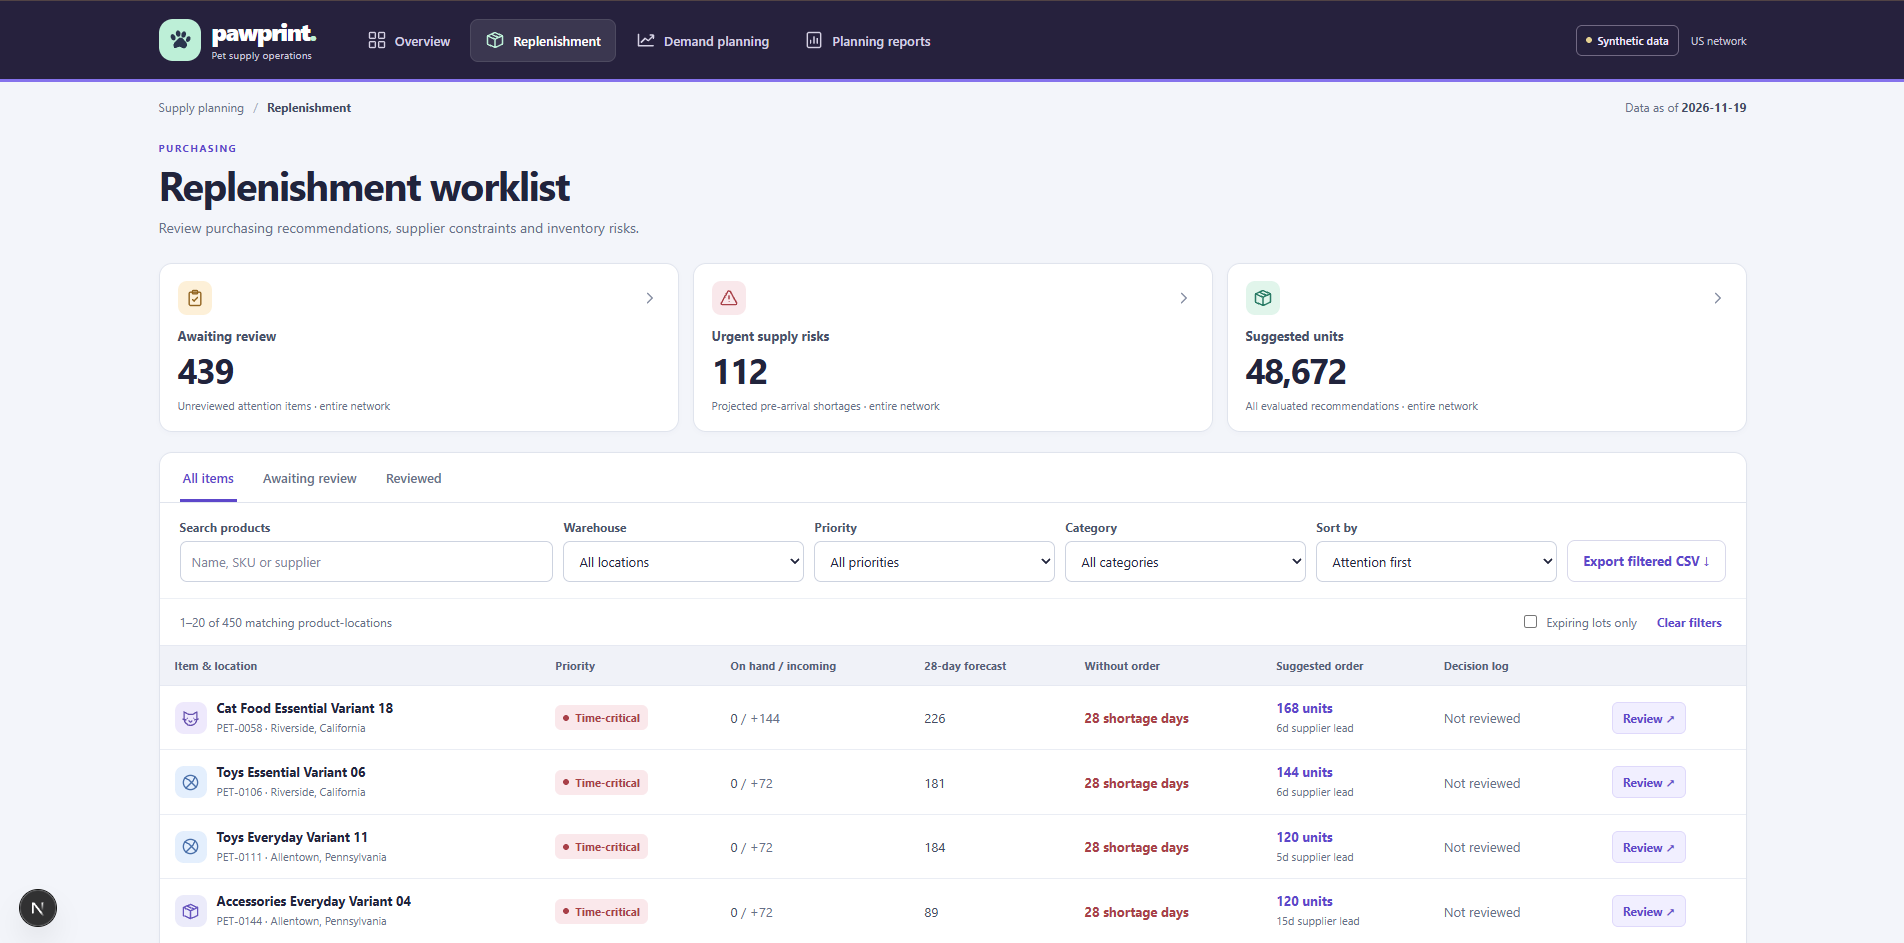 pawprint.
Pet supply operations
Overview
Replenishment
Demand planning
Planning reports
Synthetic data
US network
Supply planning / Replenishment
Data as of 2026-11-19
PURCHASING
Replenishment worklist
Review purchasing recommendations, supplier constraints and inventory risks.
Awaiting review
439
Unreviewed attention items · entire network
Urgent supply risks
112
Projected pre-arrival shortages · entire network
Suggested units
48,672
All evaluated recommendations · entire network
All items
Awaiting review
Reviewed
Search products
Name, SKU or supplier
Warehouse
All locations
Priority
All priorities
Category
All categories
Sort by
Attention first
Export filtered CSV ↓
1–20 of 450 matching product-locations
Expiring lots only
Clear filters
Item & location
Priority
On hand / incoming
28-day forecast
Without order
Suggested order
Decision log
Cat Food Essential Variant 18
PET-0058 · Riverside, California
Time-critical
0 / +144
226
28 shortage days
168 units
6d supplier lead
Not reviewed
Review ↗
Toys Essential Variant 06
PET-0106 · Riverside, California
Time-critical
0 / +72
181
28 shortage days
144 units
6d supplier lead
Not reviewed
Review ↗
Toys Everyday Variant 11
PET-0111 · Allentown, Pennsylvania
Time-critical
0 / +72
184
28 shortage days
120 units
5d supplier lead
Not reviewed
Review ↗
Accessories Everyday Variant 04
PET-0144 · Allentown, Pennsylvania
Time-critical
0 / +72
89
28 shortage days
120 units
15d supplier lead
Not reviewed
Review ↗
N